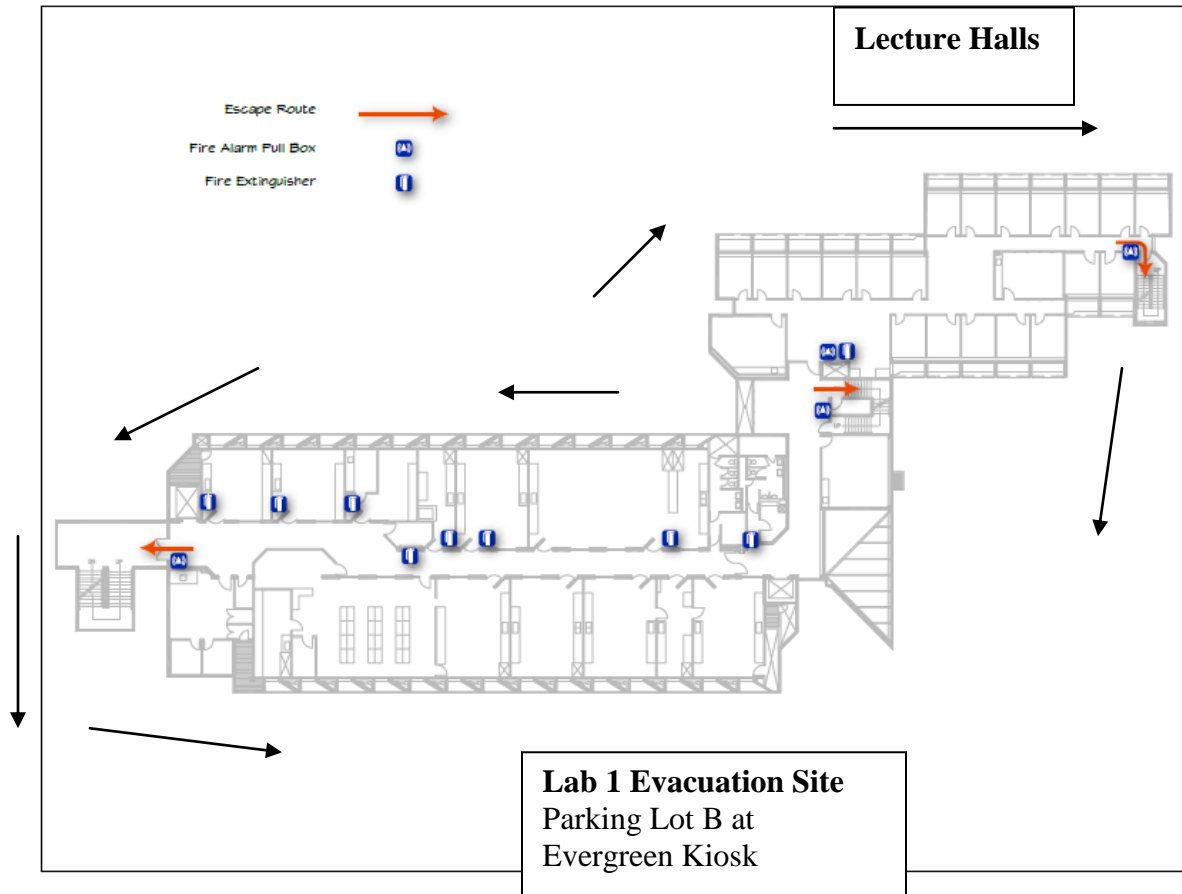 Lecture Halls
Escape Route
Fire Alarm Pull Box
Fire Extinguisher
Lab 1 Evacuation Site
Parking Lot B at
Evergreen Kiosk